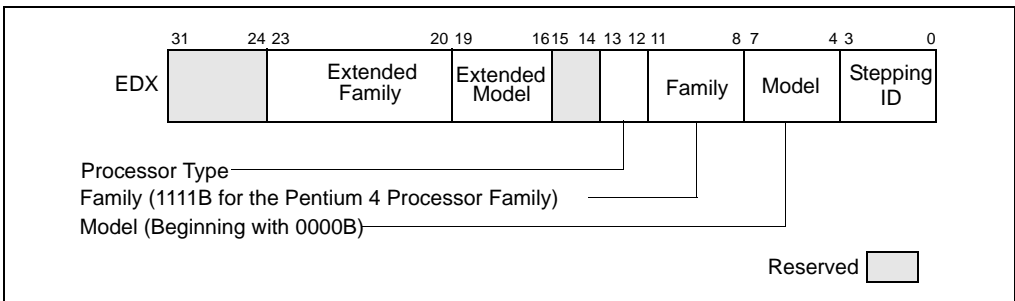 31 24 23 20 19 16 15 14 13 12 11 8 7 4 3 0
EDX
Extended
Family
Extended
Model
Family
Model
Stepping
ID
Processor Type
Family (1111B for the Pentium 4 Processor Family)
Model (Beginning with 0000B)
Reserved